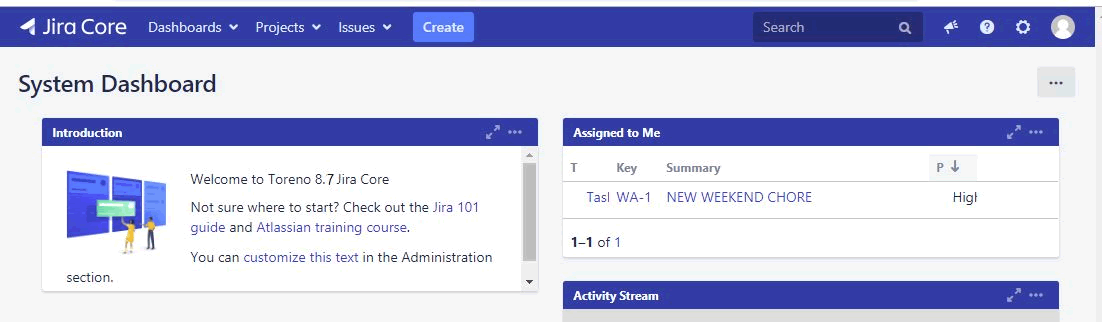 Jira Core Dashboards Projects Issues Create Search
System Dashboard
Introduction
Welcome to Toreno 8.7 Jira Core
Not sure where to start? Check out the Jira 101
guide and Atlassian training course.
You can customize this text in the Administration
section.
Assigned to Me
T Key Summary P
Tasl WA-1 NEW WEEKEND CHORE High
1–1 of 1
Activity Stream